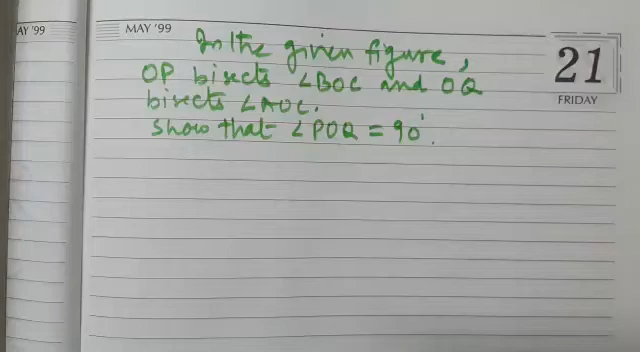 AY '99
MAY '99
21
FRIDAY
In the given figure,
OP bisects ∠BOC and OQ
bisects ∠AOC.
Show that ∠POQ = 90°.